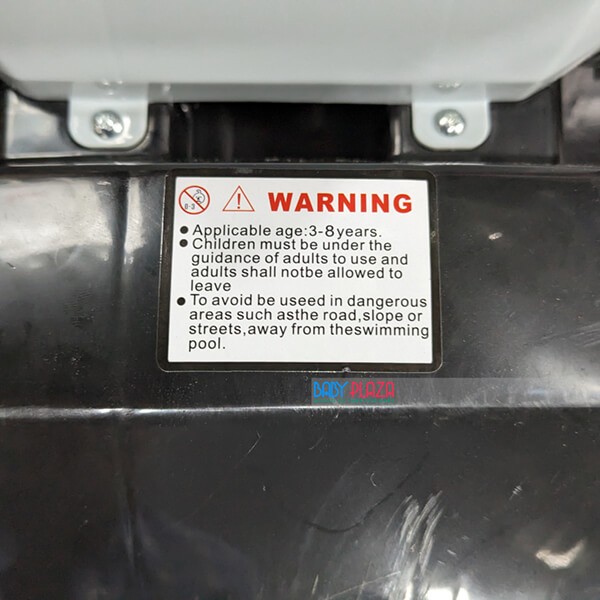 0-3
WARNING
● Applicable age:3-8years.
● Children must be under the
guidance of adults to use and
adults shall notbe allowed to
leave
● To avoid be useed in dangerous
areas such asthe road,slope or
streets,away from theswimming
pool.
BABY PLAZA